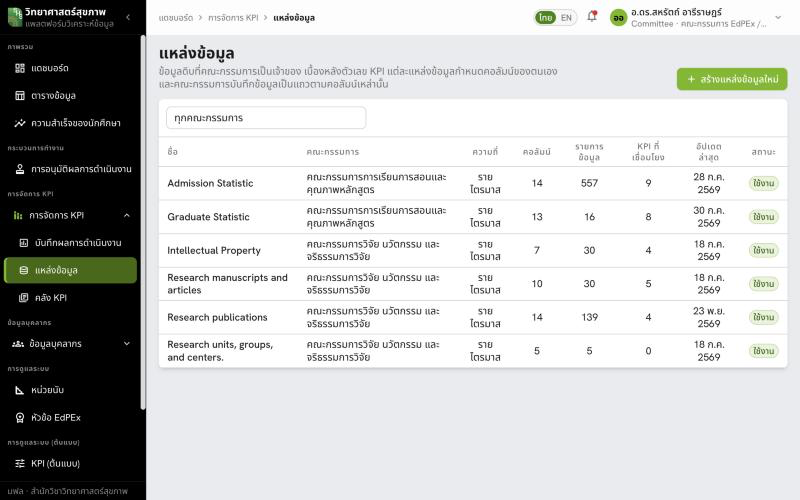 วิทยาศาสตร์สุขภาพ
แพลตฟอร์มวิเคราะห์ข้อมูล
ภาพรวม
แดชบอร์ด
ตารางข้อมูล
ความสำเร็จของนักศึกษา
กระบวนการทำงาน
การอนุมัติผลการดำเนินงาน
การจัดการ KPI
การจัดการ KPI
บันทึกผลการดำเนินงาน
แหล่งข้อมูล
คลัง KPI
ข้อมูลบุคลากร
ข้อมูลบุคลากร
การดูแลระบบ
หน่วยนับ
หัวข้อ EdPEx
การดูแลระบบ (ต้นแบบ)
KPI (ต้นแบบ)
มฟล · สำนักวิชาวิทยาศาสตร์สุขภาพ
แดชบอร์ด › การจัดการ KPI › แหล่งข้อมูล
ไทย EN
ออ
อ.ดร.สหรัตถ์ อารีราษฎร์
Committee · คณะกรรมการ EdPEx /...
แหล่งข้อมูล
ข้อมูลดิบที่คณะกรรมการเป็นเจ้าของ เบื้องหลังตัวเลข KPI แต่ละแหล่งข้อมูลกำหนดคอลัมน์ของตนเอง
และคณะกรรมการบันทึกข้อมูลเป็นแถวตามคอลัมน์เหล่านั้น
+ สร้างแหล่งข้อมูลใหม่
ทุกคณะกรรมการ
ชื่อ คณะกรรมการ ความถี่ คอลัมน์ รายการข้อมูล KPI ที่เชื่อมโยง อัปเดตล่าสุด สถานะ
Admission Statistic คณะกรรมการการเรียนการสอนและคุณภาพหลักสูตร รายไตรมาส 14 557 9 28 ก.ค. 2569 ใช้งาน
Graduate Statistic คณะกรรมการการเรียนการสอนและคุณภาพหลักสูตร รายไตรมาส 13 16 8 30 ก.ค. 2569 ใช้งาน
Intellectual Property คณะกรรมการวิจัย นวัตกรรม และจริธรรมการวิจัย รายไตรมาส 7 30 4 18 ก.ค. 2569 ใช้งาน
Research manuscripts and articles คณะกรรมการวิจัย นวัตกรรม และจริธรรมการวิจัย รายไตรมาส 10 30 5 18 ก.ค. 2569 ใช้งาน
Research publications คณะกรรมการวิจัย นวัตกรรม และจริธรรมการวิจัย รายไตรมาส 14 139 4 23 พ.ย. 2569 ใช้งาน
Research units, groups, and centers. คณะกรรมการวิจัย นวัตกรรม และจริธรรมการวิจัย รายไตรมาส 5 5 0 18 ก.ค. 2569 ใช้งาน